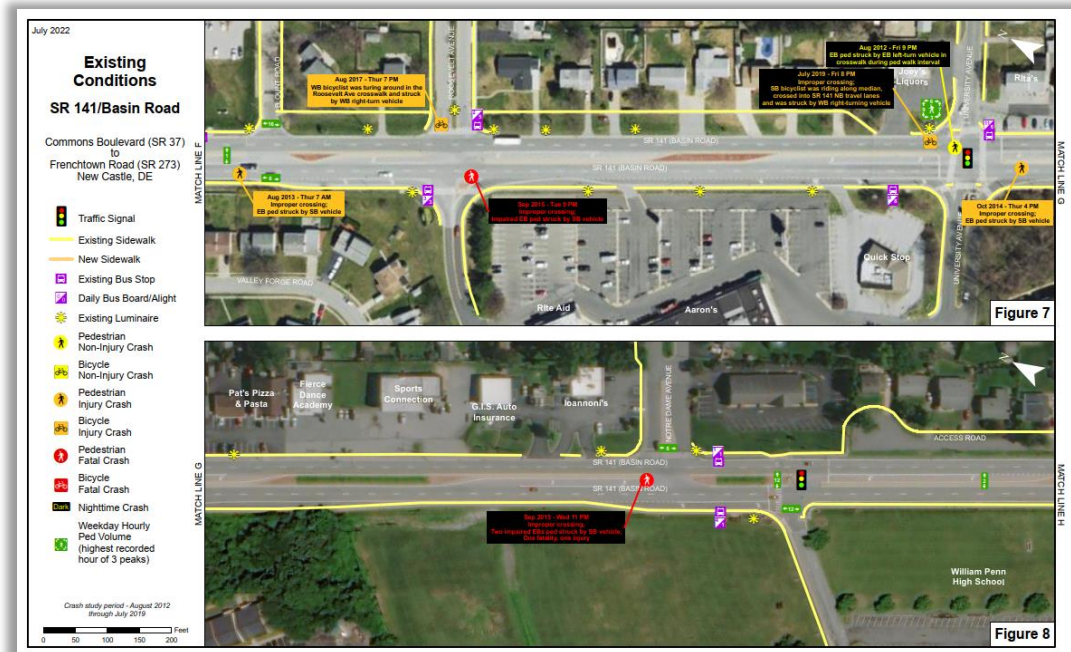 July 2022
Existing
Conditions
SR 141/Basin Road
Commons Boulevard (SR 37)
to
Frenchtown Road (SR 273)
New Castle, DE
Traffic Signal
Existing Sidewalk
New Sidewalk
Existing Bus Stop
Daily Bus Board/Alight
Existing Luminaire
Pedestrian
Non-Injury Crash
Bicycle
Non-Injury Crash
Pedestrian
Injury Crash
Bicycle
Injury Crash
Pedestrian
Fatal Crash
Bicycle
Fatal Crash
Dark
Nighttime Crash
Weekday Hourly
Ped Volume
(highest recorded
hour of 3 peaks)
Crash study period - August 2012
through July 2019
Feet
0 50 100 150 200
MATCH LINE F
MATCH LINE G
ROOSEVELT AVENUE
UNIVERSITY AVENUE
Aug 2017 - Thur 7 PM
WB bicyclist was turing around in the
Roosevelt Ave crosswalk and struck
by WB right-turn vehicle
Aug 2012 - Fri 9 PM
EB ped struck by EB left-turn vehicle in
crosswalk during ped walk interval
July 2019 - Fri 8 PM
Improper crossing;
SB bicyclist was riding along median,
crossed into SR 141 NB travel lanes
and was struck by WB right-turning vehicle
Liquors
Rita's
SR 141 (BASIN ROAD)
SR 141 (BASIN ROAD)
Aug 2013 - Thur 7 AM
Improper crossing;
EB ped struck by SB vehicle
Improper crossing;
Impaired EB ped struck by SB vehicle
Oct 2014 - Thur 4 PM
Improper crossing;
EB ped struck by SB vehicle
VALLEY FORGE ROAD
Rite Aid
Aaron's
Quick Stop
UNIVERSITY AVENUE
Figure 7
MATCH LINE G
MATCH LINE H
Pat's Pizza
& Pasta
Fierce
Dance
Academy
Sports
Connection
G.I.S. Auto
Insurance
Ioannoni's
NOTRE DAME AVENUE
ACCESS ROAD
SR 141 (BASIN ROAD)
SR 141 (BASIN ROAD)
Sep 2013 - Wed 11 PM
Improper crossing.
Two impaired EBs ped struck by SB vehicle.
One fatality, one injury
William Penn
High School
Figure 8